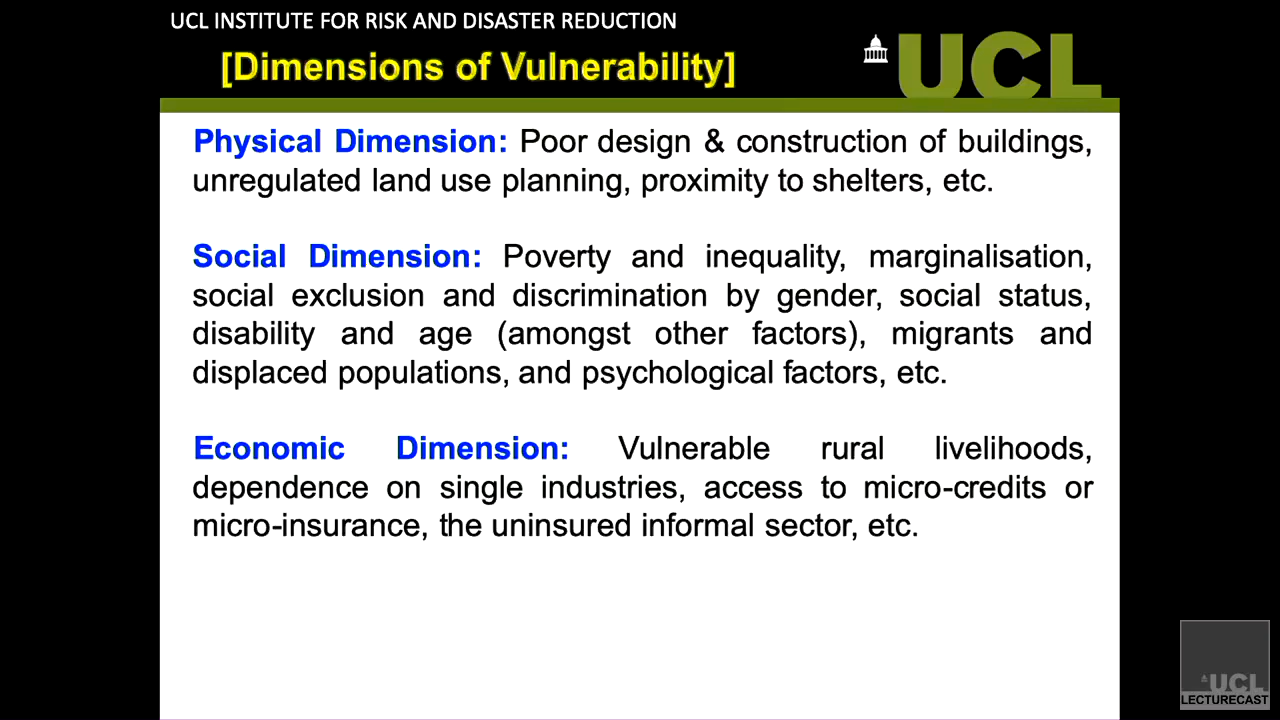 UCL INSTITUTE FOR RISK AND DISASTER REDUCTION
[Dimensions of Vulnerability]
UCL
Physical Dimension: Poor design & construction of buildings,
unregulated land use planning, proximity to shelters, etc.
Social Dimension: Poverty and inequality, marginalisation,
social exclusion and discrimination by gender, social status,
disability and age (amongst other factors), migrants and
displaced populations, and psychological factors, etc.
Economic Dimension: Vulnerable rural livelihoods,
dependence on single industries, access to micro-credits or
micro-insurance, the uninsured informal sector, etc.
UCL
LECTURECAST